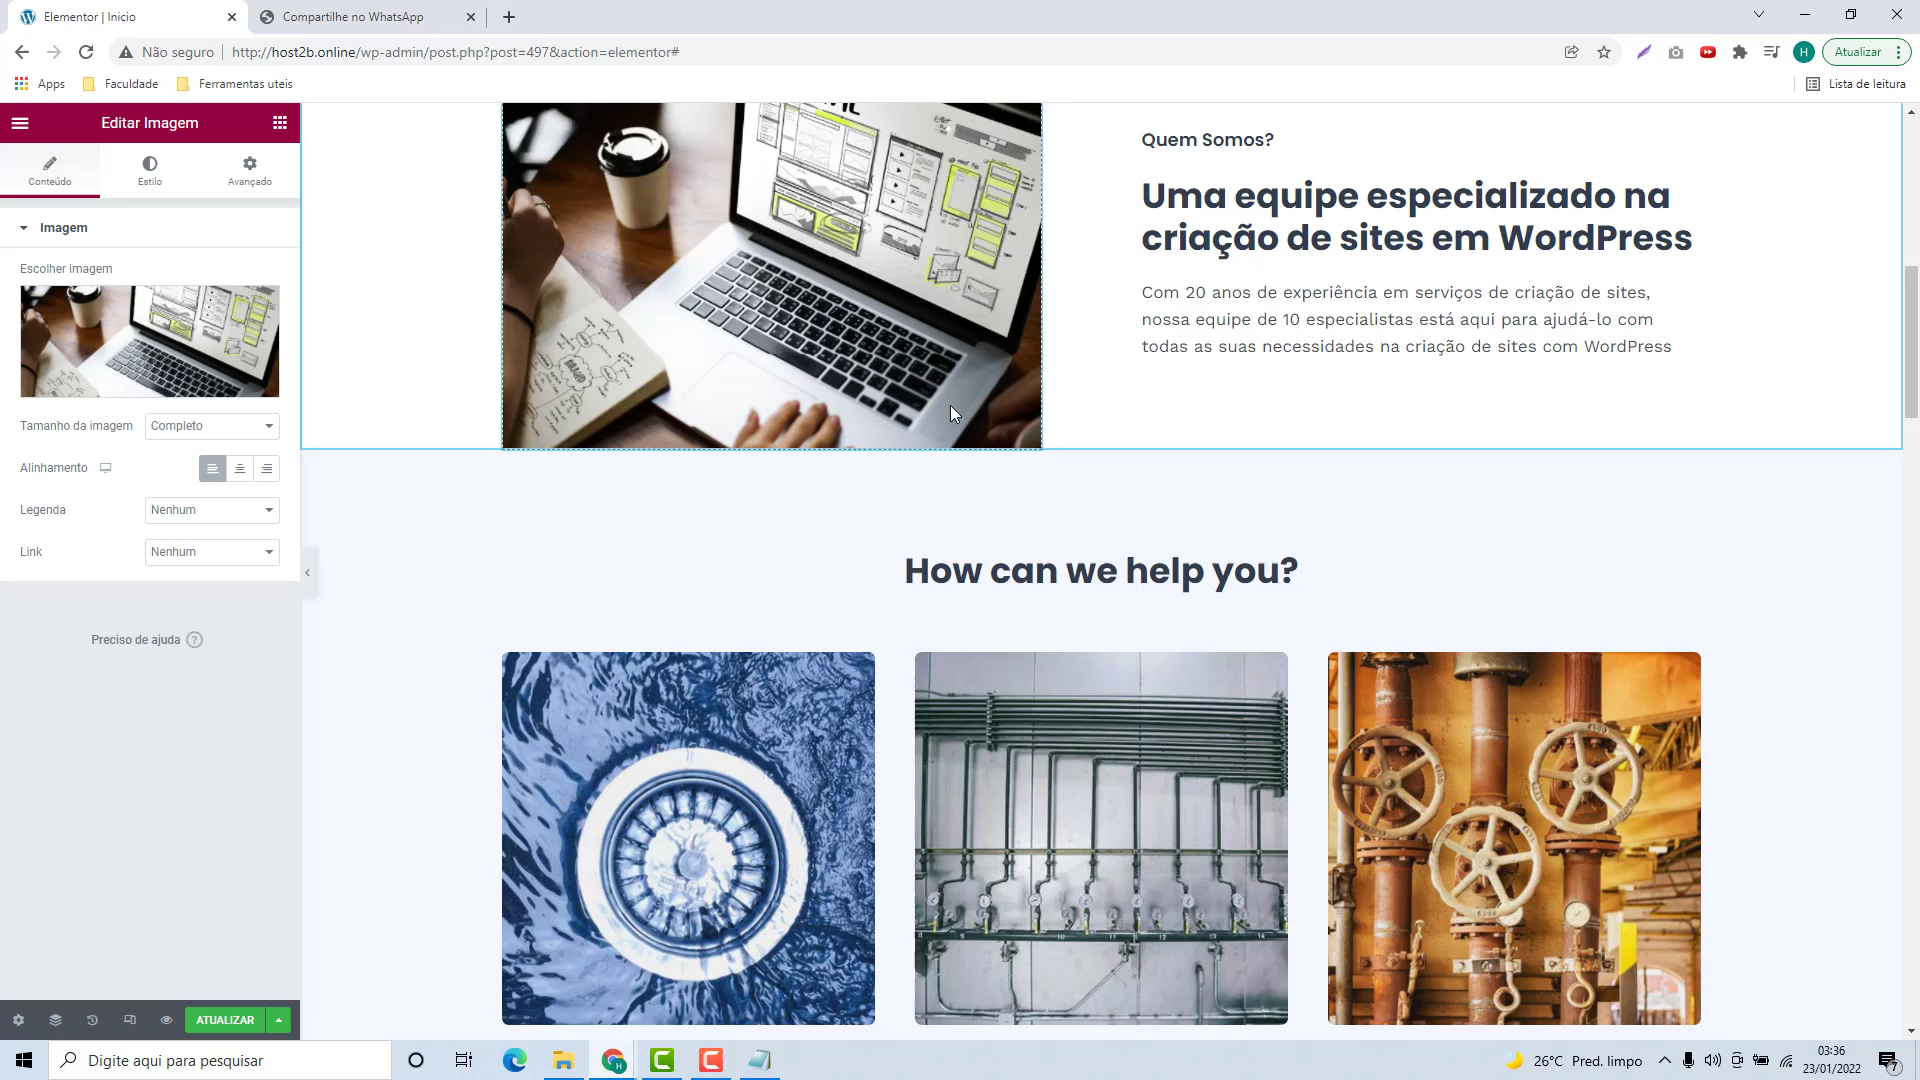 Elementor | Inicio
Compartilhe no WhatsApp
Não seguro
http://host2b.online/wp-admin/post.php?post=497&action=elementor#
H
Atualizar
Apps
Faculdade
Ferramentas uteis
Lista de leitura
Editar Imagem
Conteúdo
Estilo
Avançado
Imagem
Escolher imagem
Tamanho da imagem
Completo
Alinhamento
Legenda
Nenhum
Link
Nenhum
Preciso de ajuda ?
ATUALIZAR
Quem Somos?
Uma equipe especializado na
criação de sites em WordPress
Com 20 anos de experiência em serviços de criação de sites,
nossa equipe de 10 especialistas está aqui para ajudá-lo com
todas as suas necessidades na criação de sites com WordPress
How can we help you?
Digite aqui para pesquisar
26°C Pred. limpo
03:36
23/01/2022
7